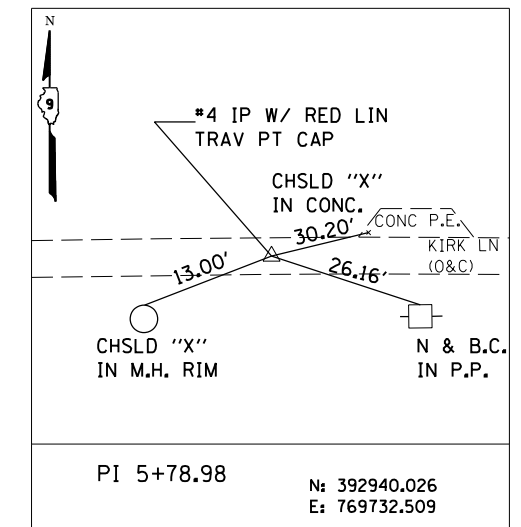 N
9
#4 IP W/ RED LIN
TRAV PT CAP
CHSLD "X"
IN CONC.
CONC P.E.
30.20'
KIRK LN
(O&C)
13.00'
26.16'
CHSLD "X"
IN M.H. RIM
N & B.C.
IN P.P.
PI 5+78.98
N: 392940.026
E: 769732.509